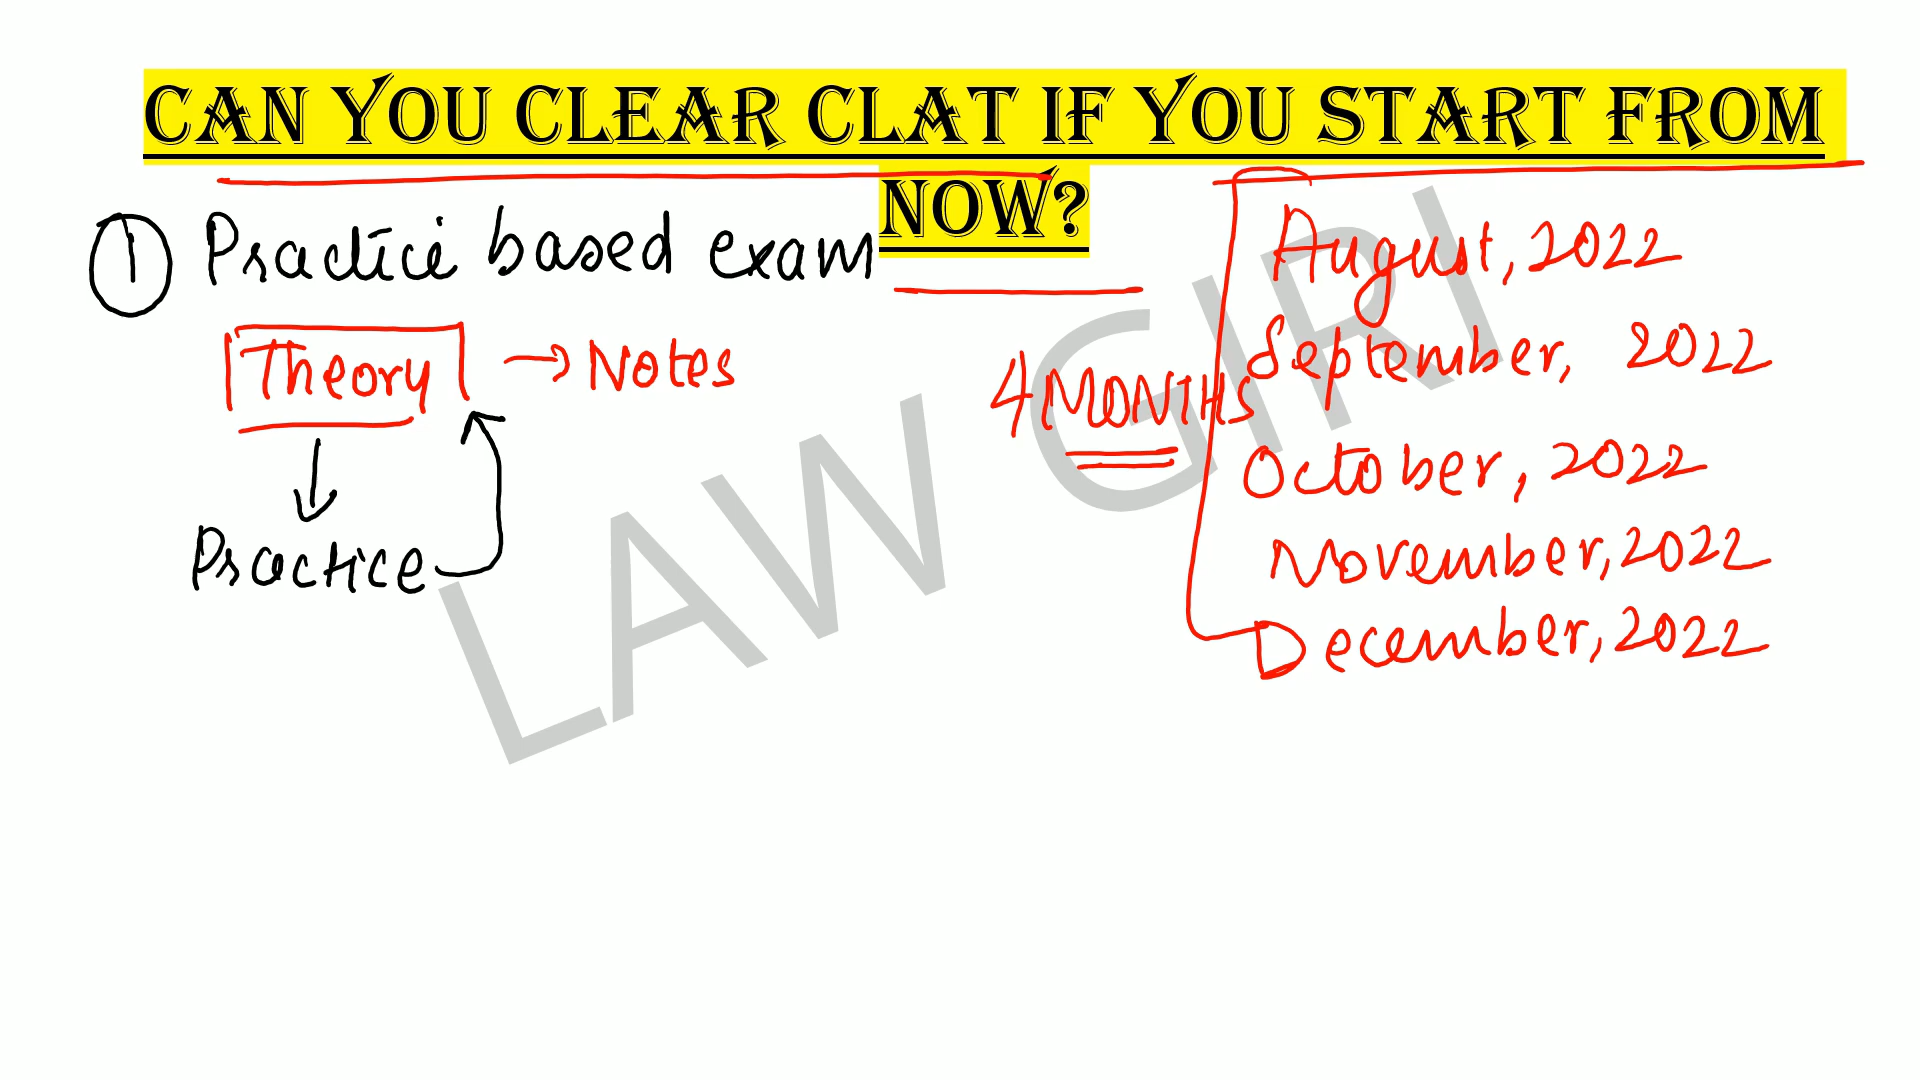 CAN YOU CLEAR CLAT IF YOU START FROM
NOW?
① Practice based exam
Theory → Notes
Practice
4 MONTHS
August, 2022
September, 2022
October, 2022
November, 2022
December, 2022
LAW GIRI